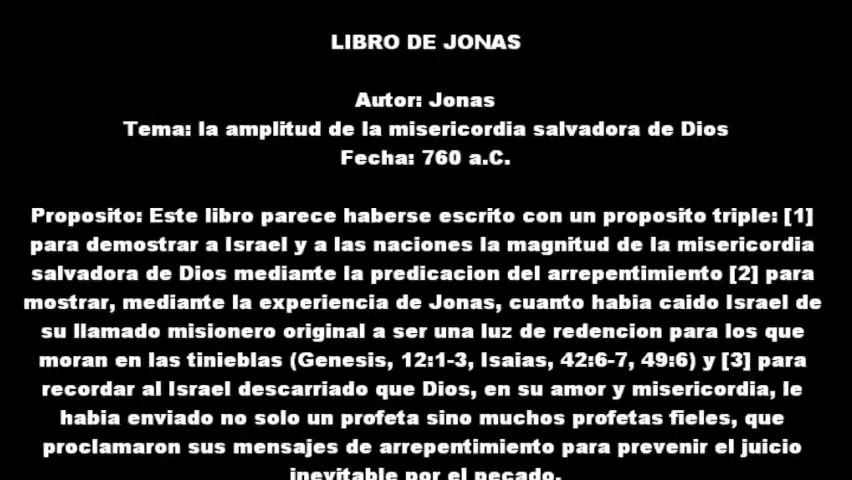 LIBRO DE JONAS
Autor: Jonas
Tema: la amplitud de la misericordia salvadora de Dios
Fecha: 760 a.C.
Proposito: Este libro parece haberse escrito con un proposito triple: [1]
para demostrar a Israel y a las naciones la magnitud de la misericordia
salvadora de Dios mediante la predicacion del arrepentimiento [2] para
mostrar, mediante la experiencia de Jonas, cuanto habia caido Israel de
su llamado misionero original a ser una luz de redencion para los que
moran en las tinieblas (Genesis, 12:1-3, Isaias, 42:6-7, 49:6) y [3] para
recordar al Israel descarriado que Dios, en su amor y misericordia, le
habia enviado no solo un profeta sino muchos profetas fieles, que
proclamaron sus mensajes de arrepentimiento para prevenir el juicio
inevitable por el pecado.